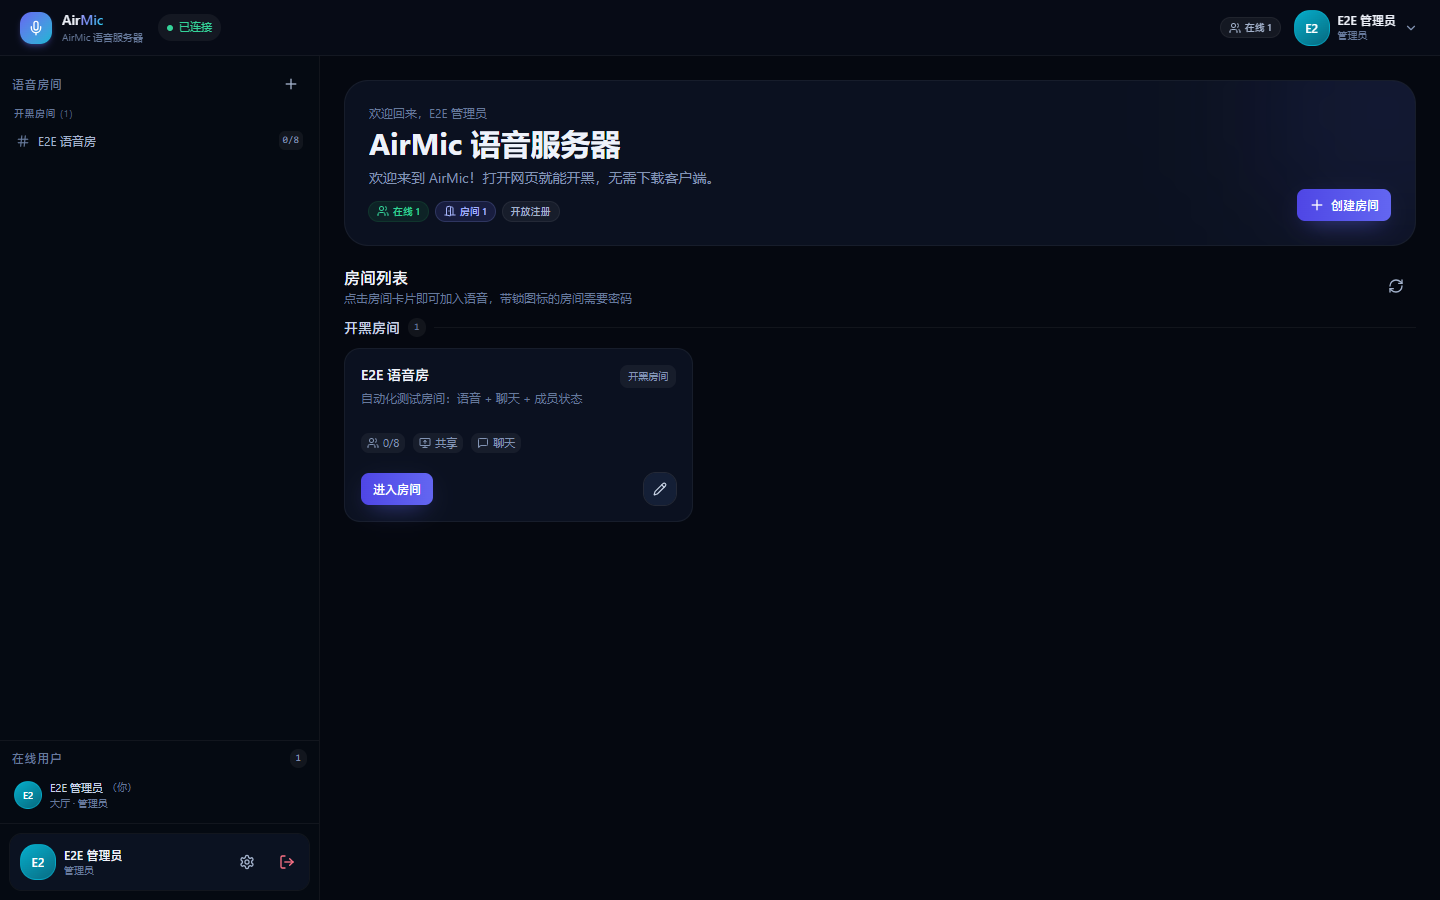 AirMic
AirMic 语音服务器
已连接
在线 1
E2
E2E 管理员
管理员
语音房间
开黑房间 (1)
# E2E 语音房
0/8
欢迎回来，E2E 管理员
AirMic 语音服务器
欢迎来到 AirMic！打开网页就能开黑，无需下载客户端。
在线 1
房间 1
开放注册
创建房间
房间列表
点击房间卡片即可加入语音，带锁图标的房间需要密码
开黑房间 1
E2E 语音房
开黑房间
自动化测试房间：语音 + 聊天 + 成员状态
0/8
共享
聊天
进入房间
在线用户
1
E2
E2E 管理员 （你）
大厅 · 管理员
E2
E2E 管理员
管理员